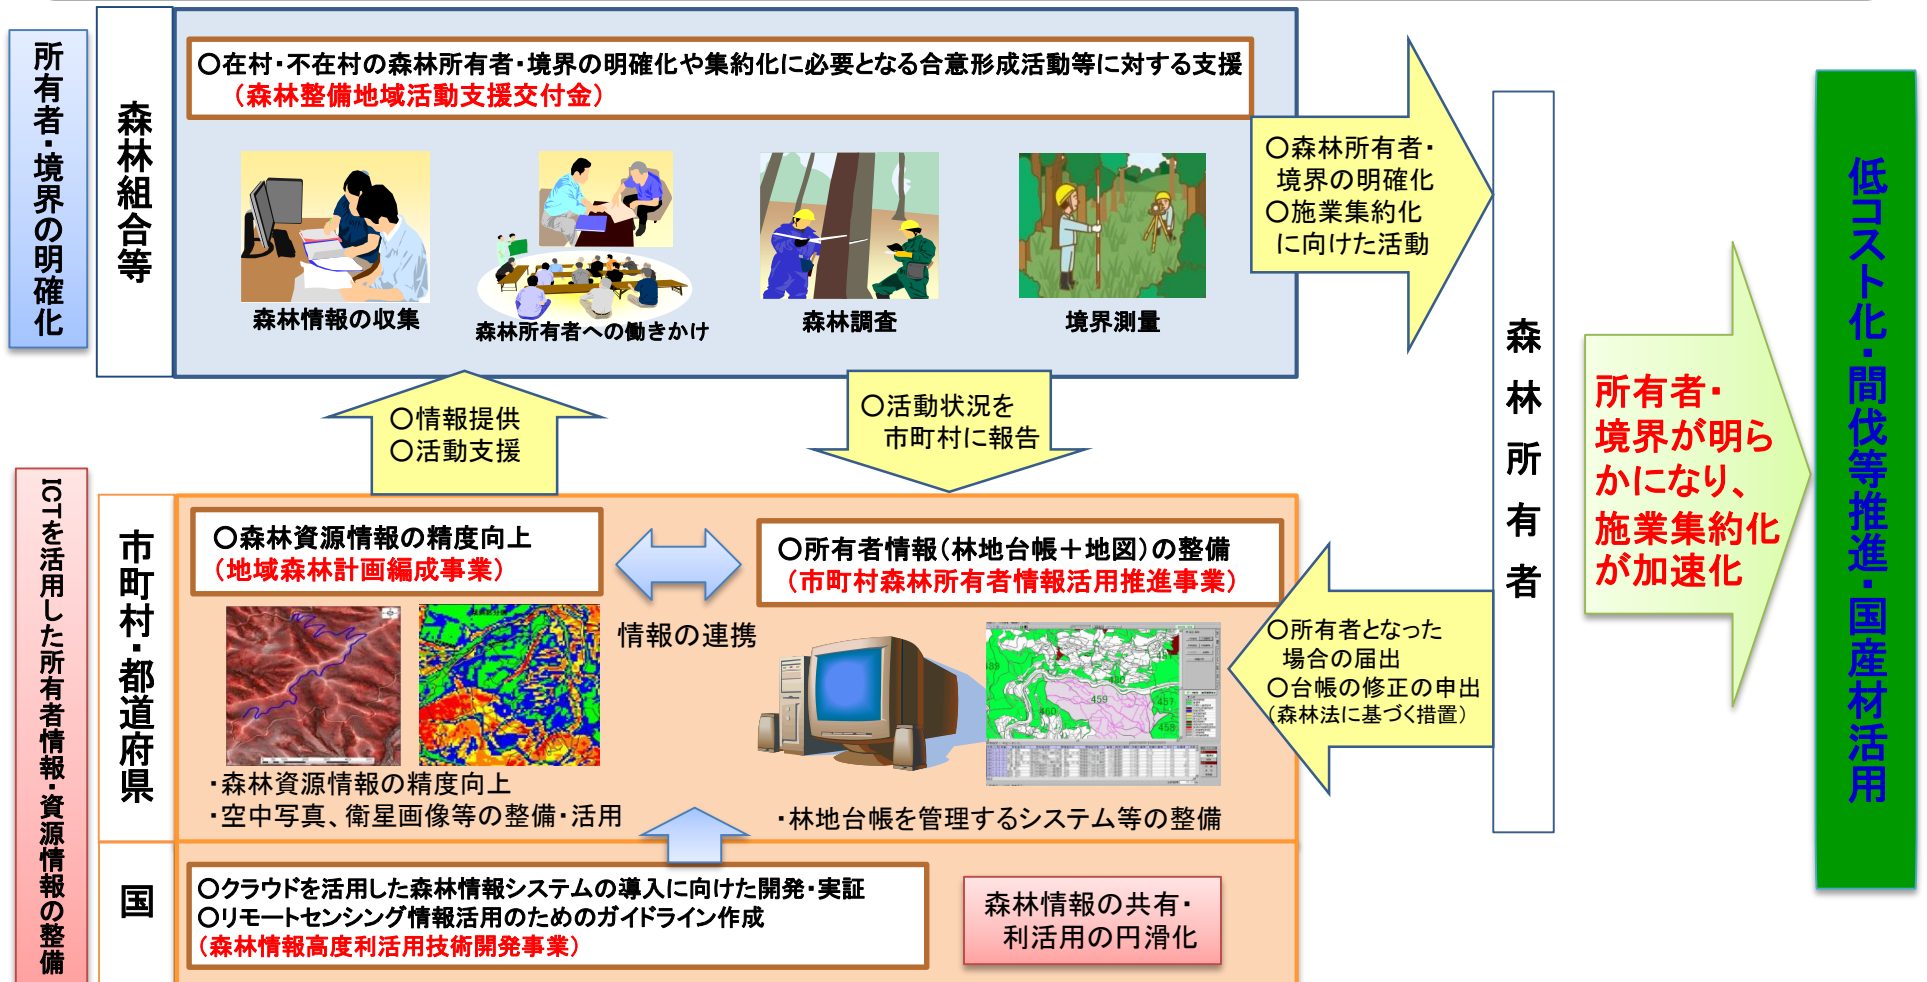 所有者・境界の明確化
森林組合等
〇在村・不在村の森林所有者・境界の明確化や集約化に必要となる合意形成活動等に対する支援
（森林整備地域活動支援交付金）
森林情報の収集
森林所有者への働きかけ
森林調査
境界測量
〇森林所有者・
境界の明確化
〇施業集約化
に向けた活動
〇情報提供
〇活動支援
〇活動状況を
市町村に報告
森林所有者
所有者・
境界が明ら
かになり、
施業集約化
が加速化
低コスト化・間伐等推進・国産材活用
ICTを活用した所有者情報・資源情報の整備
市町村・都道府県
〇森林資源情報の精度向上
（地域森林計画編成事業）
情報の連携
〇所有者情報（林地台帳＋地図）の整備
（市町村森林所有者情報活用推進事業）
459
460
457
458
・森林資源情報の精度向上
・空中写真、衛星画像等の整備・活用
・林地台帳を管理するシステム等の整備
〇所有者となった
場合の届出
〇台帳の修正の申出
（森林法に基づく措置）
国
〇クラウドを活用した森林情報システムの導入に向けた開発・実証
〇リモートセンシング情報活用のためのガイドライン作成
（森林情報高度利活用技術開発事業）
森林情報の共有・
利活用の円滑化